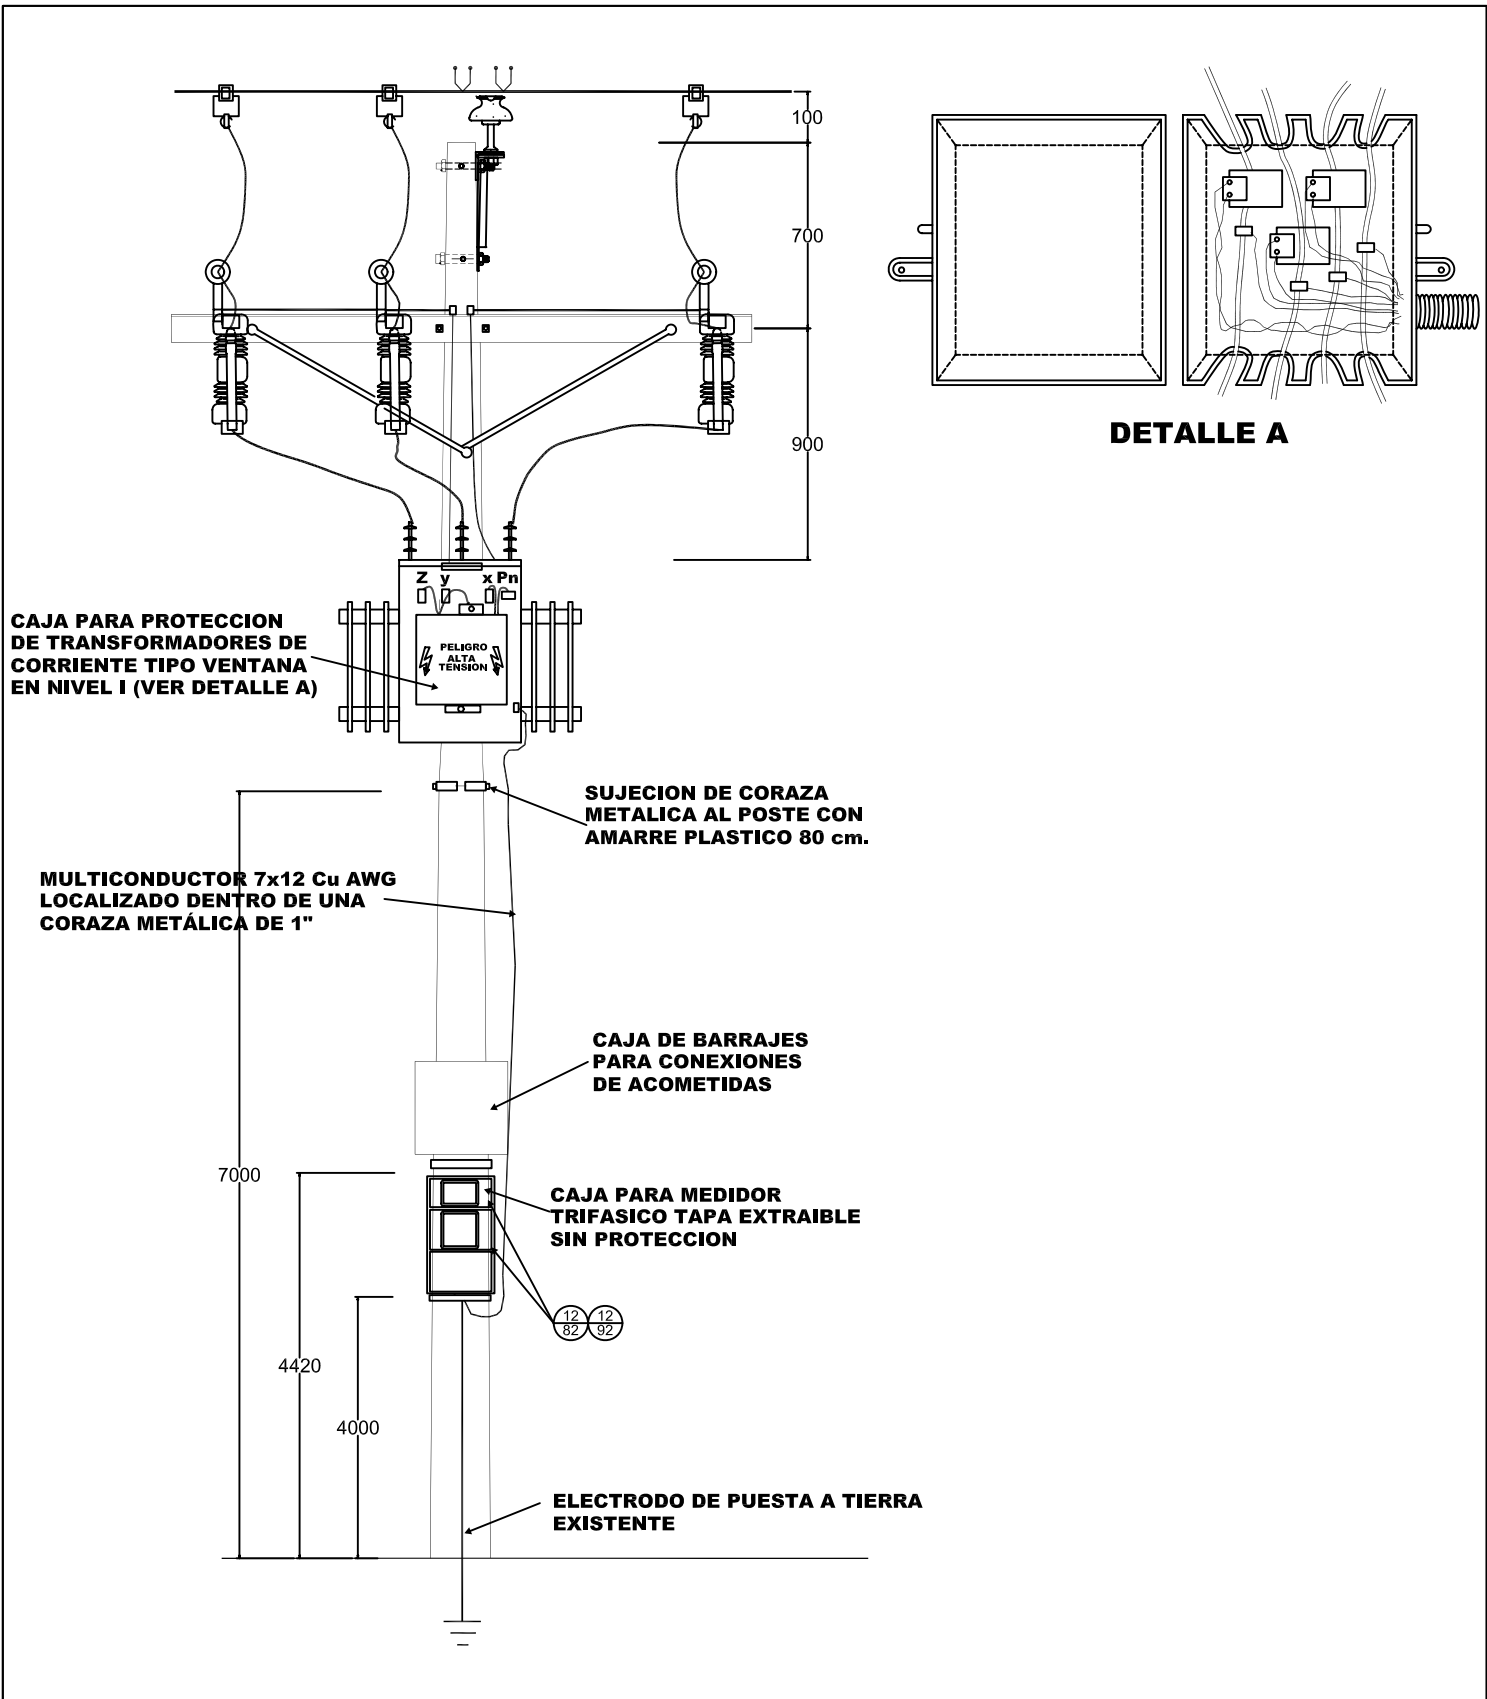 100
700
900
DETALLE A
Z y x Pn
PELIGRO
ALTA
TENSION
CAJA PARA PROTECCION
DE TRANSFORMADORES DE
CORRIENTE TIPO VENTANA
EN NIVEL I (VER DETALLE A)
SUJECION DE CORAZA
METALICA AL POSTE CON
AMARRE PLASTICO 80 cm.
MULTICONDUCTOR 7x12 Cu AWG
LOCALIZADO DENTRO DE UNA
CORAZA METÁLICA DE 1"
CAJA DE BARRAJES
PARA CONEXIONES
DE ACOMETIDAS
7000
CAJA PARA MEDIDOR
TRIFASICO TAPA EXTRAIBLE
SIN PROTECCION
12 12
82 92
4420
4000
ELECTRODO DE PUESTA A TIERRA
EXISTENTE